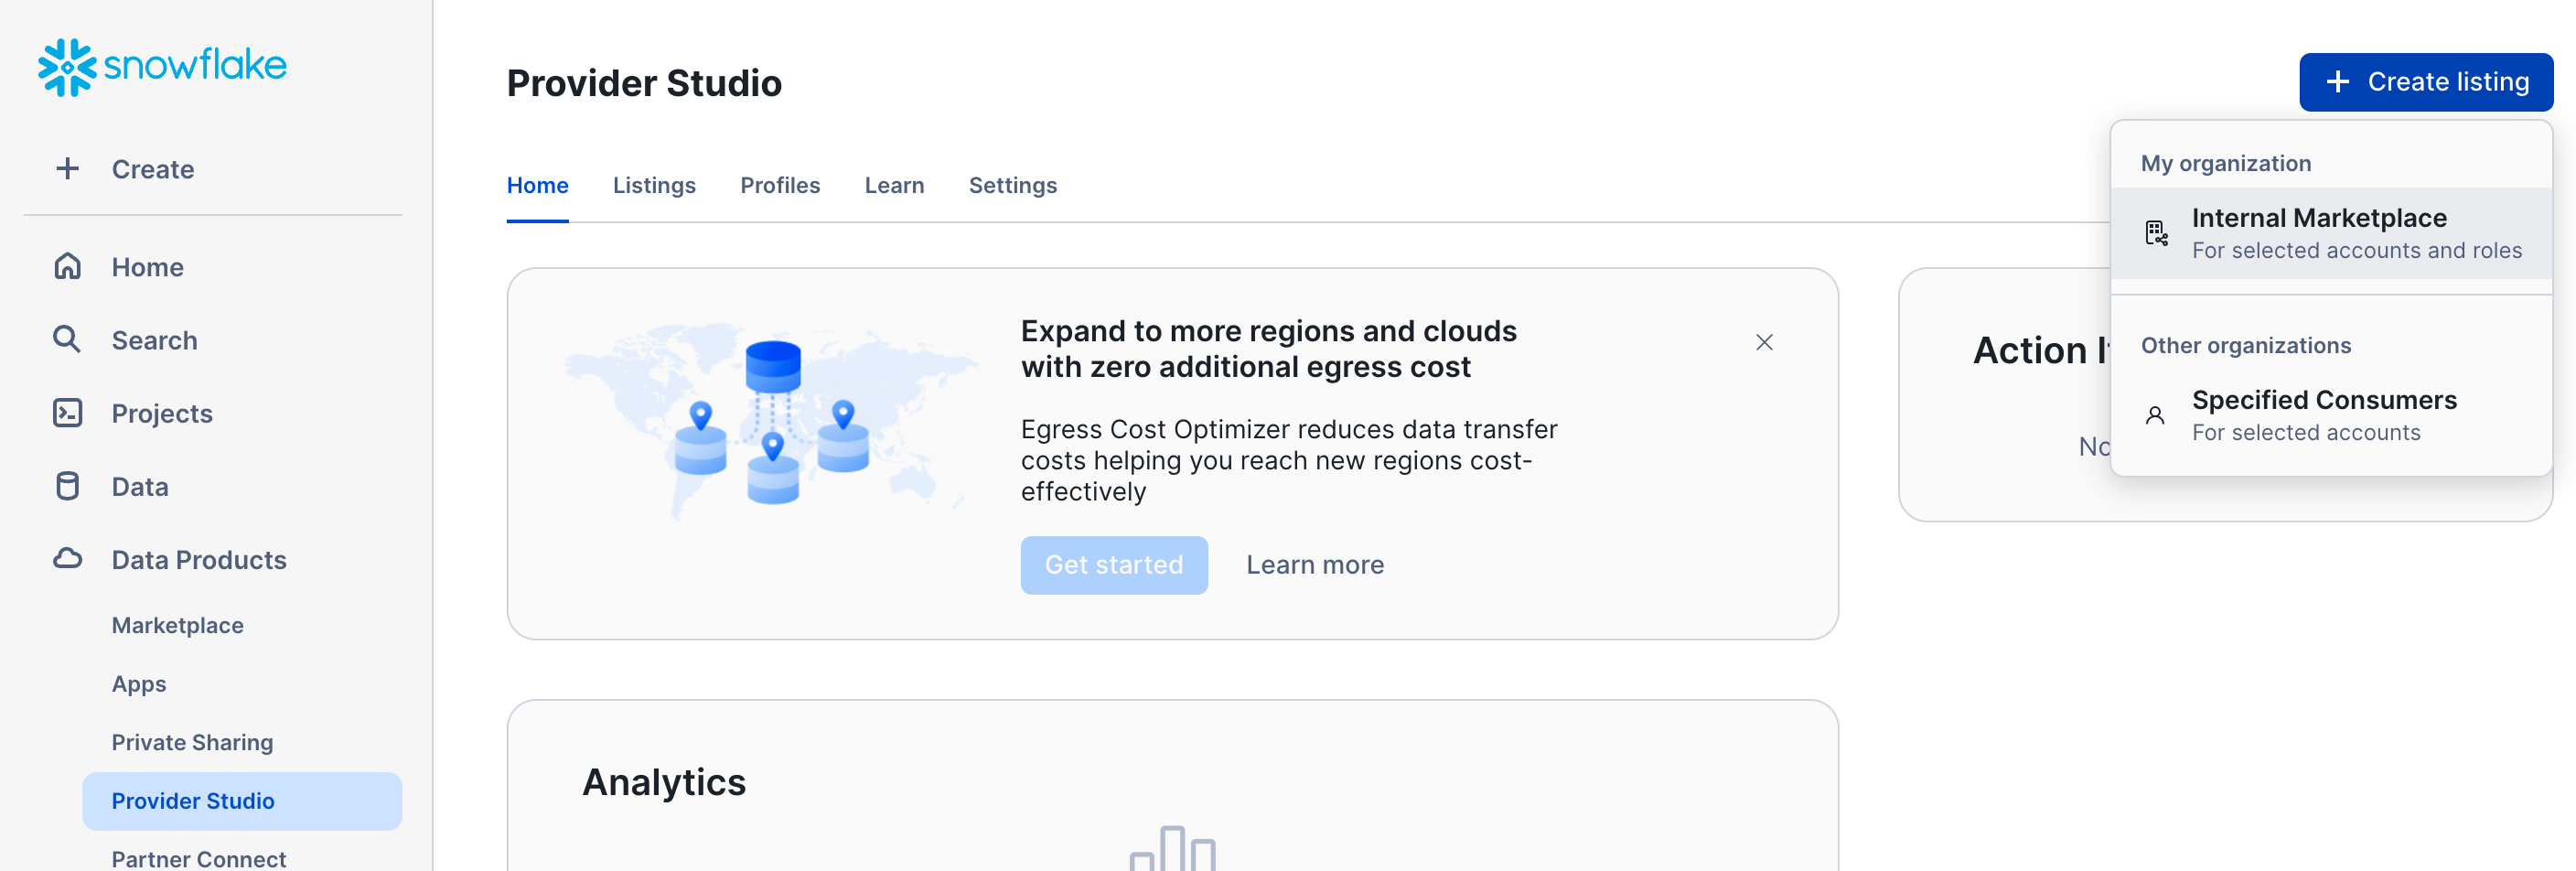 snowflake
Create
Home
Search
Projects
Data
Data Products
Marketplace
Apps
Private Sharing
Provider Studio
Partner Connect
Provider Studio
Create listing
Home
Listings
Profiles
Learn
Settings
My organization
Internal Marketplace
For selected accounts and roles
Other organizations
Specified Consumers
For selected accounts
Expand to more regions and clouds
with zero additional egress cost
Egress Cost Optimizer reduces data transfer
costs helping you reach new regions cost-
effectively
Get started
Learn more
Action
No
Analytics